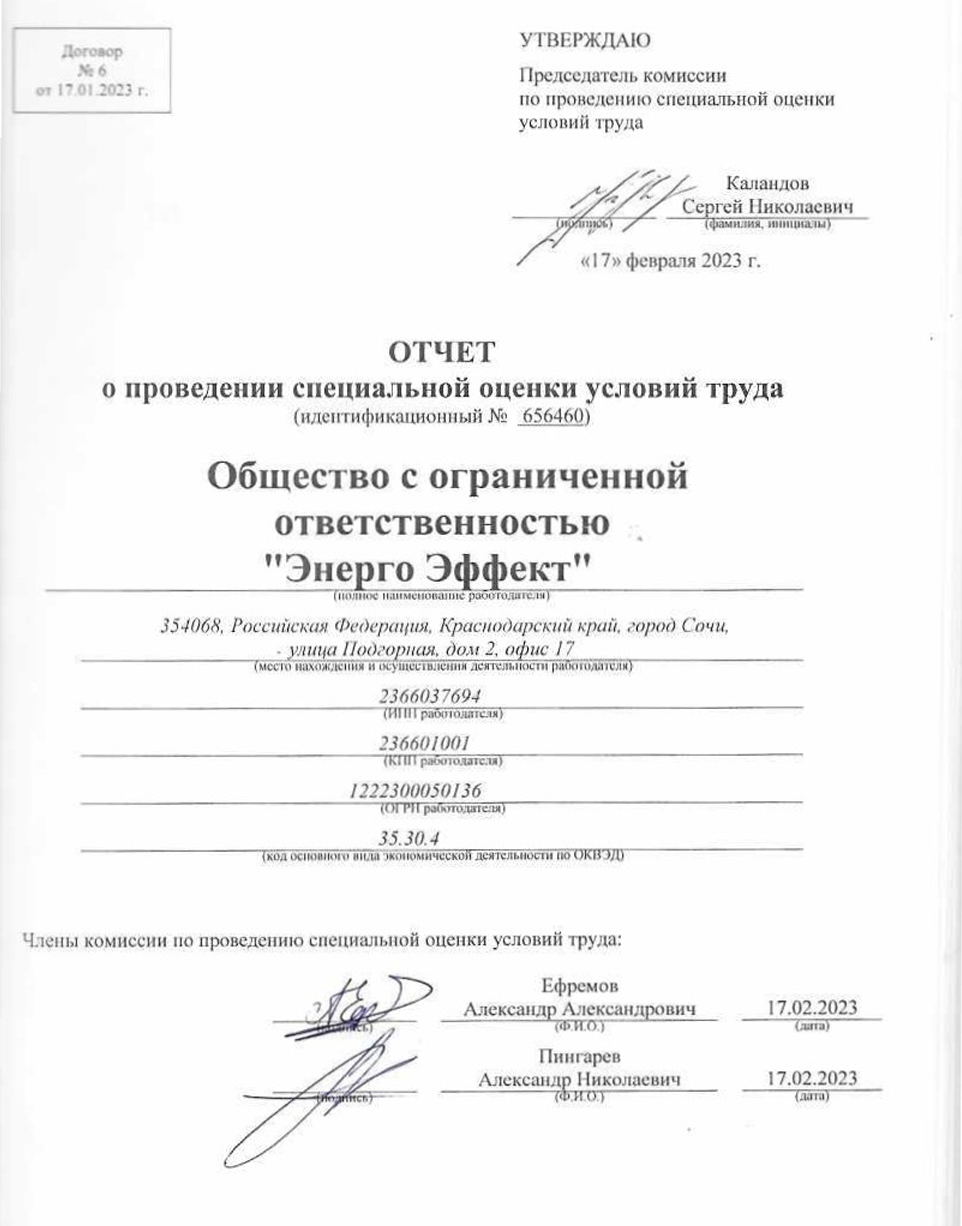 Договор
№ 6
от 17.01.2023 г.
УТВЕРЖДАЮ
Председатель комиссии
по проведению специальной оценки
условий труда
Каландов
Сергей Николаевич
(подпись)
(фамилия, инициалы)
«17» февраля 2023 г.
ОТЧЕТ
о проведении специальной оценки условий труда
(идентификационный № 656460)
Общество с ограниченной
ответственностью
"Энерго Эффект"
(полное наименование работодателя)
354068, Российская Федерация, Краснодарский край, город Сочи,
улица Подгорная, дом 2, офис 17
(место нахождения и осуществления деятельности работодателя)
2366037694
(ИНН работодателя)
236601001
(КПП работодателя)
1222300050136
(ОГРН работодателя)
35.30.4
(код основного вида экономической деятельности по ОКВЭД)
Члены комиссии по проведению специальной оценки условий труда:
Ефремов
Александр Александрович
17.02.2023
(подпись)
(Ф.И.О.)
(дата)
Пингарев
Александр Николаевич
17.02.2023
(подпись)
(Ф.И.О.)
(дата)